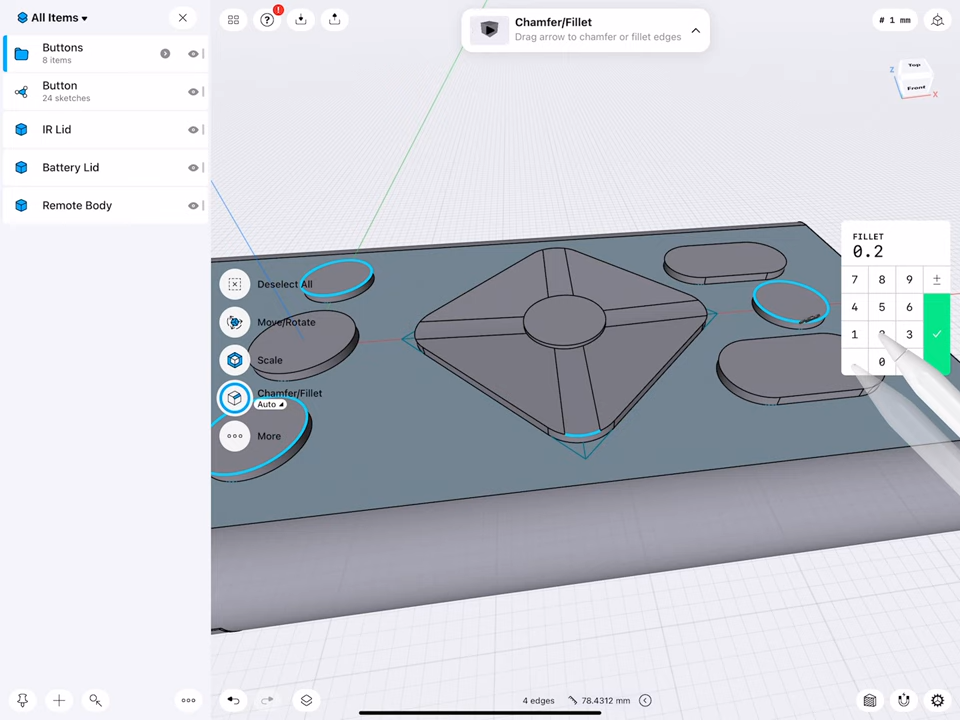 All Items
Buttons
8 items
Button
24 sketches
IR Lid
Battery Lid
Remote Body
?
!
Chamfer/Fillet
Drag arrow to chamfer or fillet edges
# 1 mm
Top
Front
Z
X
Deselect All
Move/Rotate
Scale
Chamfer/Fillet
Auto
More
FILLET
0.2
7 8 9 ±
4 5 6
1 2 3
0
4 edges 78.4312 mm